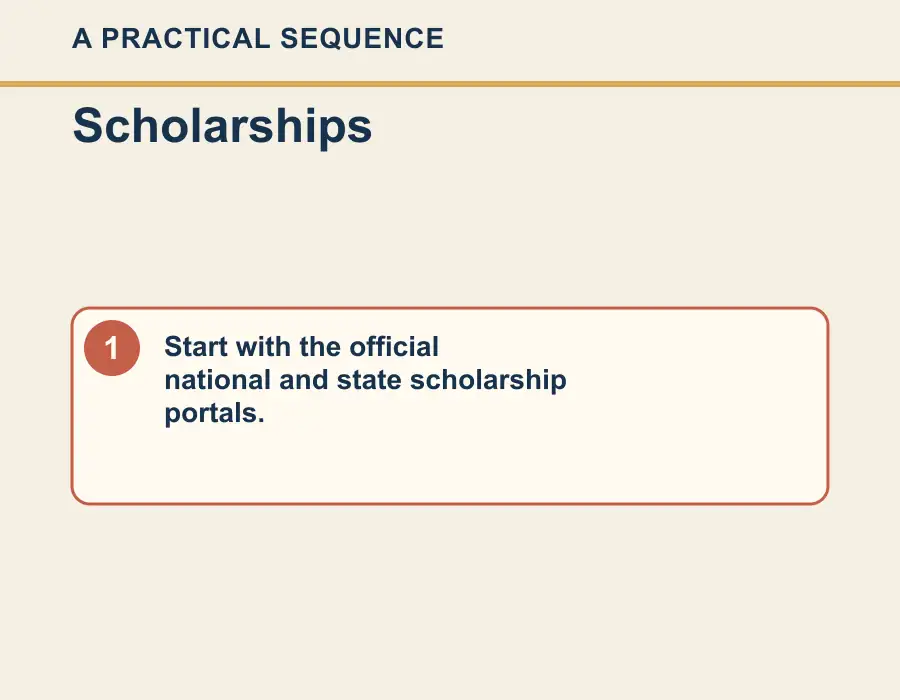 A PRACTICAL SEQUENCE
Scholarships
1
Start with the official
national and state scholarship
portals.